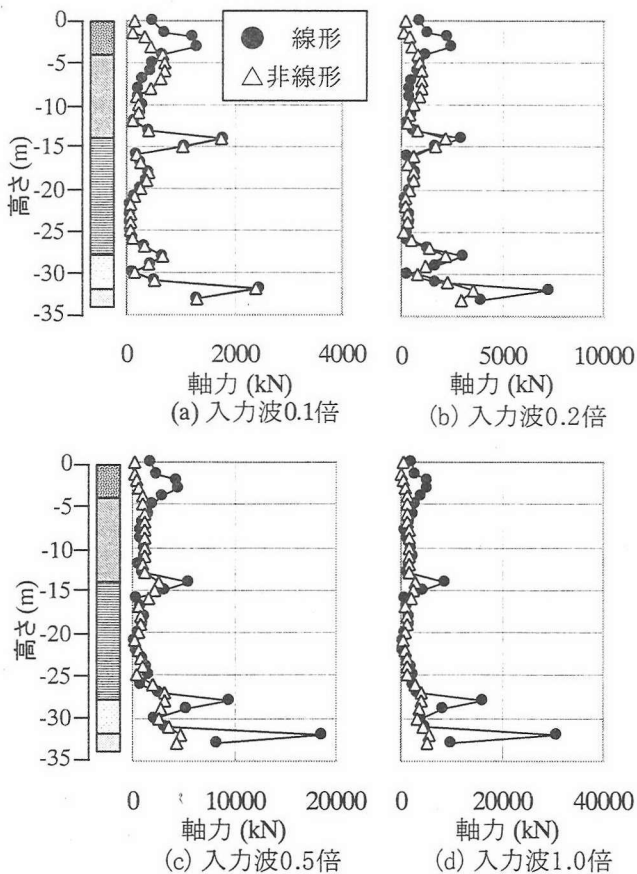 線形
非線形
0
-5
-10
-15
-20
-25
-30
-35
高さ (m)
0 2000 4000
軸力 (kN)
(a) 入力波0.1倍
0 5000 10000
軸力 (kN)
(b) 入力波0.2倍
0
-5
-10
-15
-20
-25
-30
-35
高さ (m)
0 10000 20000
軸力 (kN)
(c) 入力波0.5倍
0 20000 40000
軸力 (kN)
(d) 入力波1.0倍